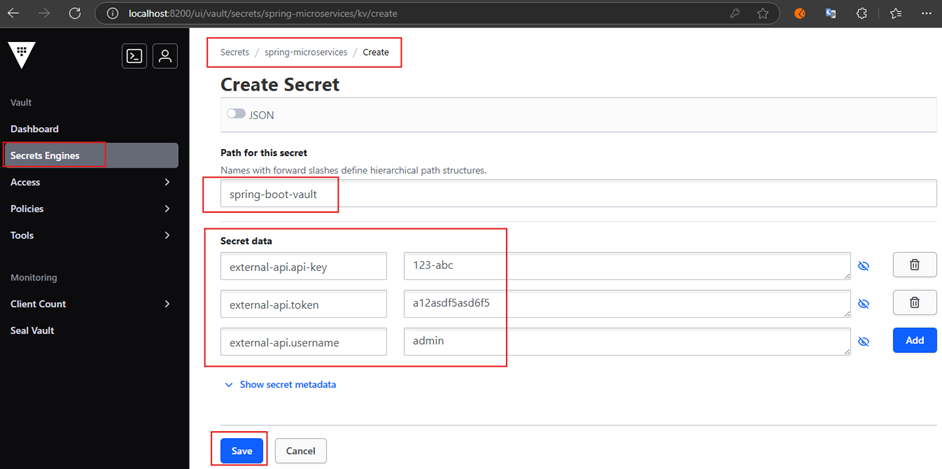 localhost:8200/ui/vault/secrets/spring-microservices/kv/create
Vault
Dashboard
Secrets Engines
Access
Policies
Tools
Monitoring
Client Count
Seal Vault
Secrets / spring-microservices / Create
Create Secret
JSON
Path for this secret
Names with forward slashes define hierarchical path structures.
spring-boot-vault
Secret data
external-api.api-key 123-abc
external-api.token a12asdf5asd6f5
external-api.username admin Add
Show secret metadata
Save Cancel